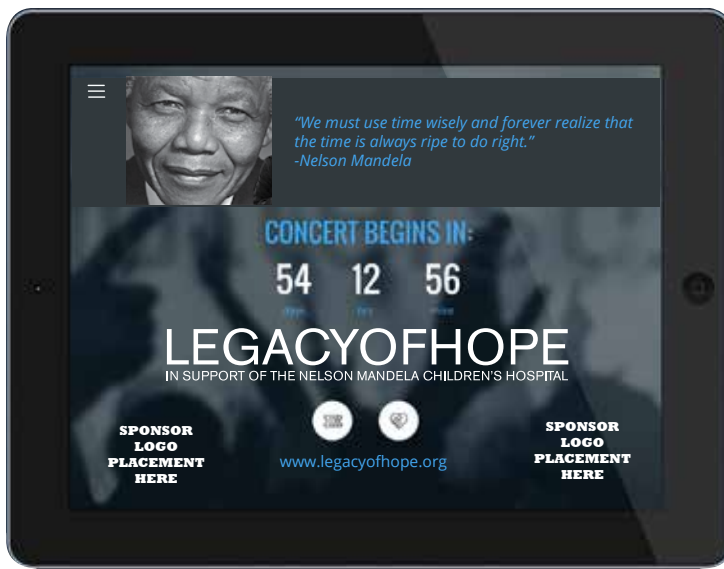 “We must use time wisely and forever realize that
the time is always ripe to do right.”
-Nelson Mandela
CONCERT BEGINS IN:
54 12 56
LEGACYOFHOPE
IN SUPPORT OF THE NELSON MANDELA CHILDREN'S HOSPITAL
SPONSOR
LOGO
PLACEMENT
HERE
www.legacyofhope.org
SPONSOR
LOGO
PLACEMENT
HERE